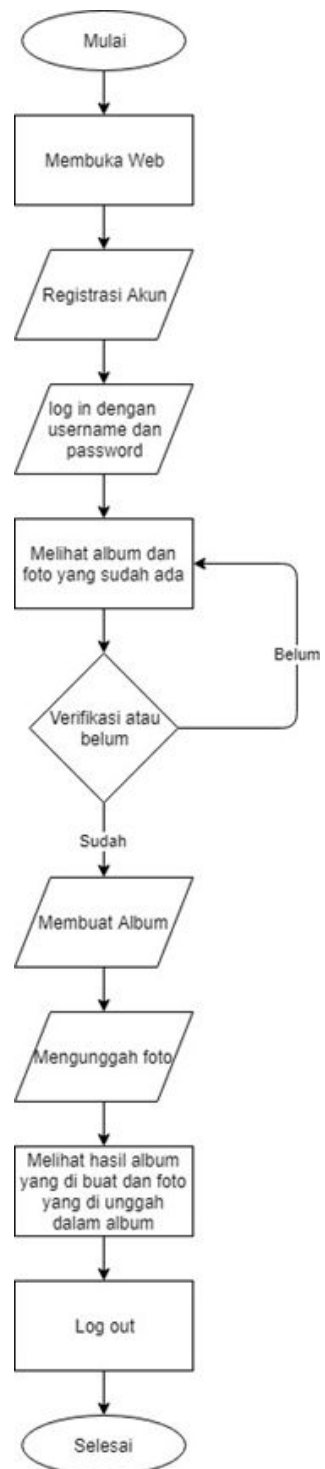 Mulai
Membuka Web
Registrasi Akun
log in dengan
username dan
password
Melihat album dan
foto yang sudah ada
Belum
Verifikasi atau
belum
Sudah
Membuat Album
Mengunggah foto
Melihat hasil album
yang di buat dan foto
yang di unggah
dalam album
Log out
Selesai